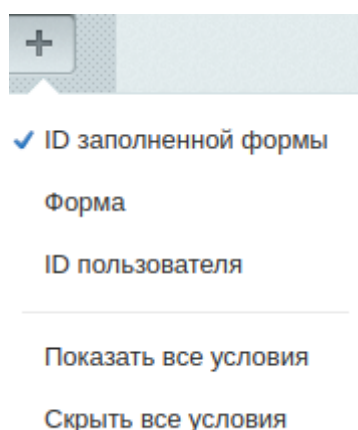 ID заполненной формы
Форма
ID пользователя
Показать все условия
Скрыть все условия